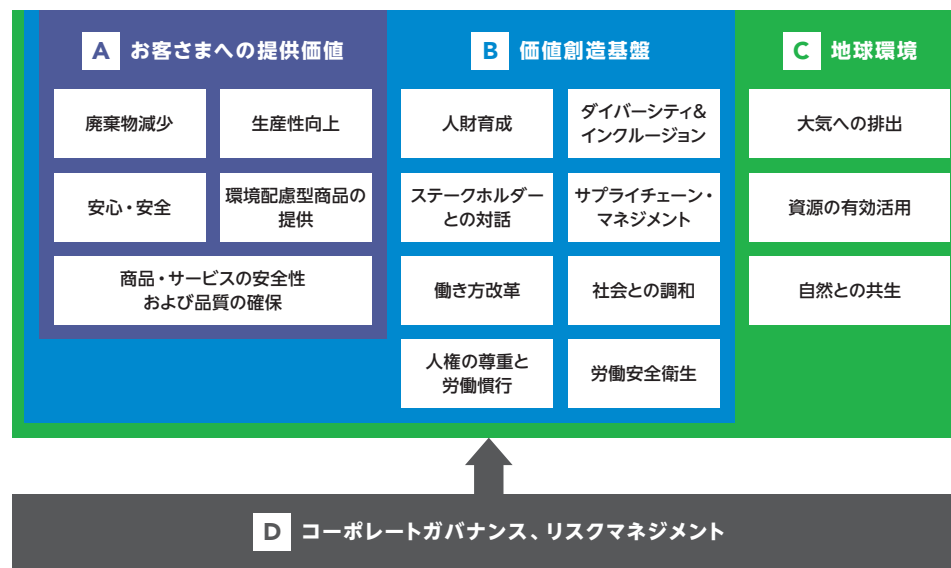 A お客さまへの提供価値
廃棄物減少
生産性向上
安心・安全
環境配慮型商品の
提供
商品・サービスの安全性
および品質の確保
B 価値創造基盤
人財育成
ダイバーシティ&
インクルージョン
ステークホルダー
との対話
サプライチェーン・
マネジメント
働き方改革
社会との調和
人権の尊重と
労働慣行
労働安全衛生
C 地球環境
大気への排出
資源の有効活用
自然との共生
D コーポレートガバナンス、リスクマネジメント